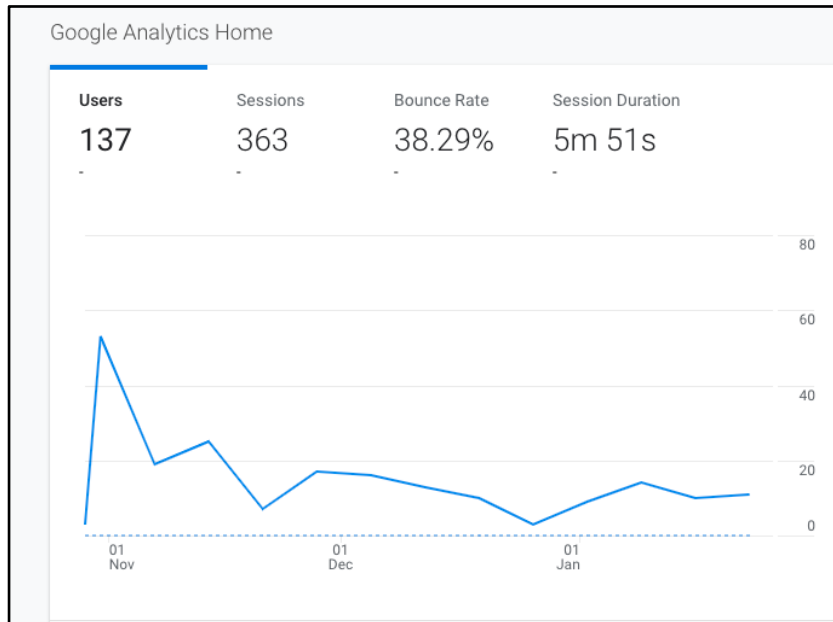 Google Analytics Home
Users Sessions Bounce Rate Session Duration
137 363 38.29% 5m 51s
- - - -
80
60
40
20
0
01 01 01
Nov Dec Jan